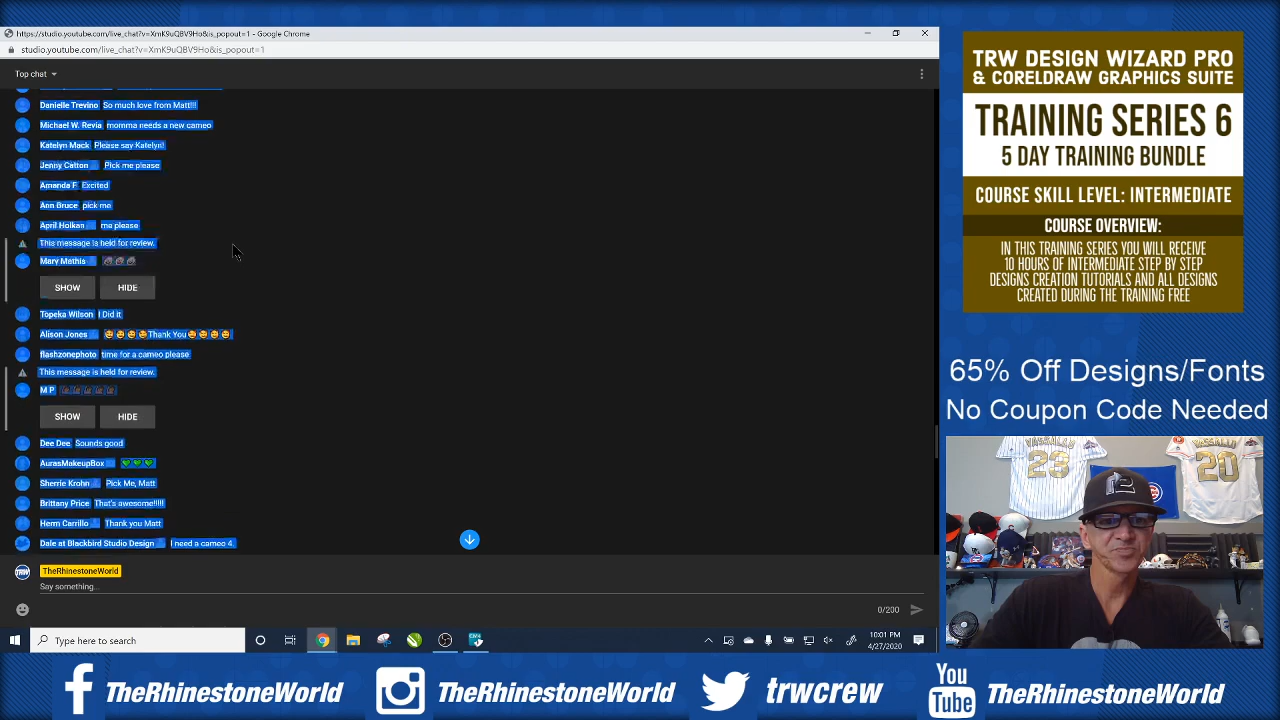 https://studio.youtube.com/live_chat?v=XmK9uQBV9Ho&is_popout=1 - Google Chrome
studio.youtube.com/live_chat?v=XmK9uQBV9Ho&is_popout=1
Top chat
Danielle Trevino So much love from Matt!!!
Michael W. Revia momma needs a new cameo
Katelyn Mack Please say Katelyn!
Jenny Catton Pick me please
Amanda F Excited
Ann Bruce pick me
April Holkan me please
This message is held for review.
Mary Mathis
SHOW HIDE
Topeka Wilson I Did it
Alison Jones Thank You
flashzonephoto time for a cameo please
This message is held for review.
M P
SHOW HIDE
Dee Dee Sounds good
AurasMakeupBox
Sherrie Krohn Pick Me, Matt
Brittany Price That's awesome!!!!!
Herm Carrillo Thank you Matt
Dale at Blackbird Studio Design I need a cameo 4.
TheRhinestoneWorld
Say something...
0/200
Type here to search
10:01 PM
4/27/2020
TRW DESIGN WIZARD PRO
& CORELDRAW GRAPHICS SUITE
TRAINING SERIES 6
5 DAY TRAINING BUNDLE
COURSE SKILL LEVEL: INTERMEDIATE
COURSE OVERVIEW:
IN THIS TRAINING SERIES YOU WILL RECEIVE
10 HOURS OF INTERMEDIATE STEP BY STEP
DESIGNS CREATION TUTORIALS AND ALL DESIGNS
CREATED DURING THE TRAINING FREE
65% Off Designs/Fonts
No Coupon Code Needed
VASSALLO
23
VASSALLO
20
TheRhinestoneWorld
TheRhinestoneWorld
trwcrew
You
Tube
TheRhinestoneWorld